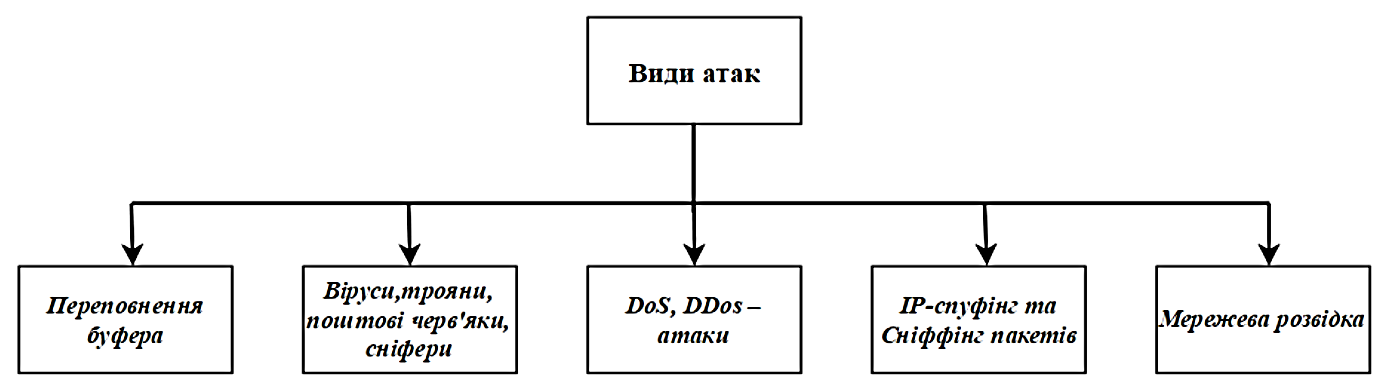 Види атак
Переповнення
буфера
Віруси,трояни,
поштові черв'яки,
сніфери
DoS, DDos –
атаки
IP-спуфінг та
Сніффінг пакетів
Мережева розвідка